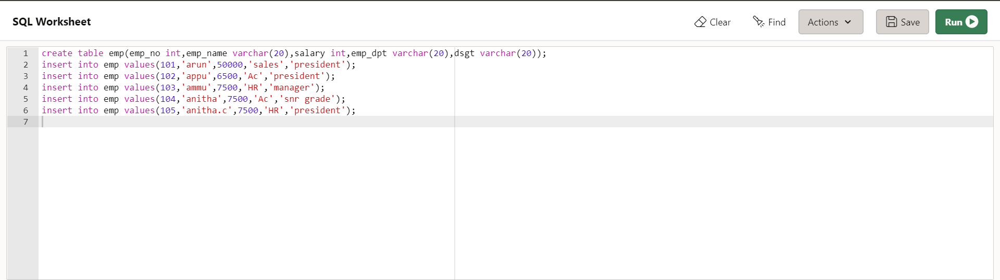 SQL Worksheet
Clear
Find
Actions
Save
Run
1 create table emp(emp_no int,emp_name varchar(20),salary int,emp_dpt varchar(20),dsgt varchar(20));
2 insert into emp values(101,'arun',50000,'sales','president');
3 insert into emp values(102,'appu',6500,'Ac','president');
4 insert into emp values(103,'ammu',7500,'HR','manager');
5 insert into emp values(104,'anitha',7500,'Ac','snr grade');
6 insert into emp values(105,'anitha.c',7500,'HR','president');
7